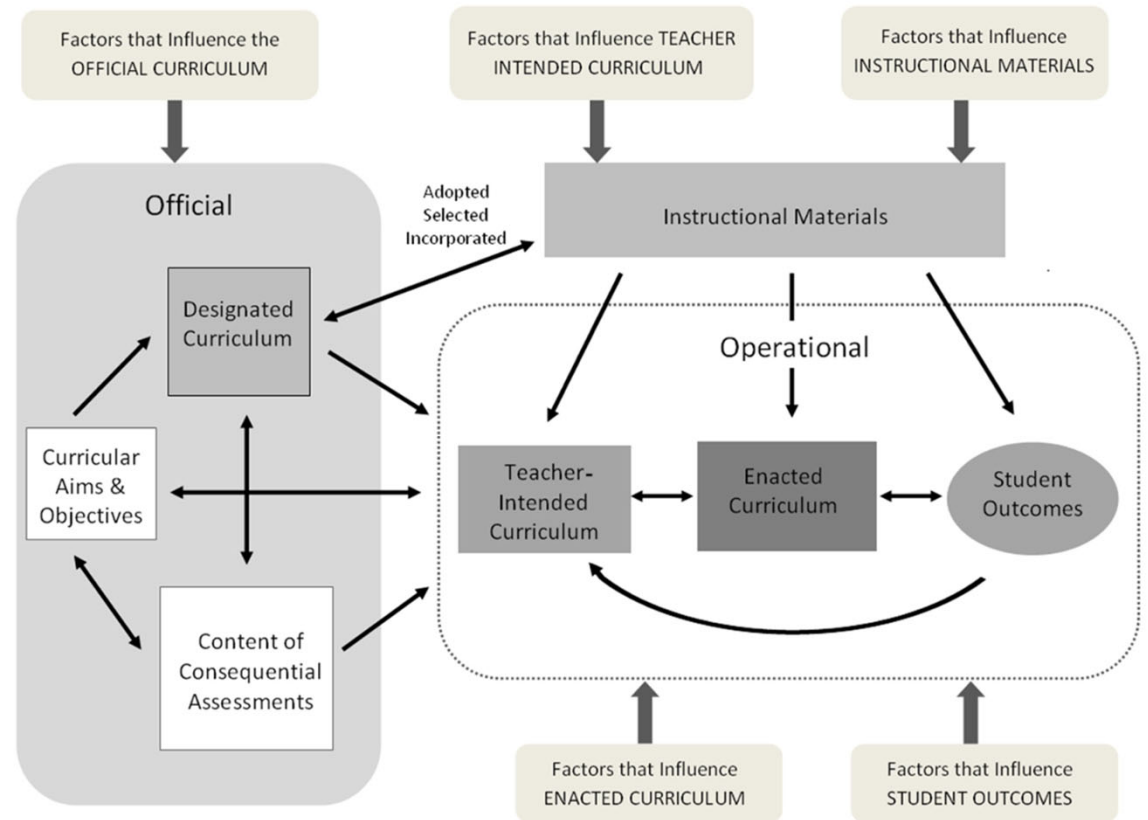 Factors that Influence the
OFFICIAL CURRICULUM
Factors that Influence TEACHER
INTENDED CURRICULUM
Factors that Influence
INSTRUCTIONAL MATERIALS
Official
Adopted
Selected
Incorporated
Instructional Materials
Designated
Curriculum
Operational
Curricular
Aims &
Objectives
Teacher-
Intended
Curriculum
Enacted
Curriculum
Student
Outcomes
Content of
Consequential
Assessments
Factors that Influence
ENACTED CURRICULUM
Factors that Influence
STUDENT OUTCOMES